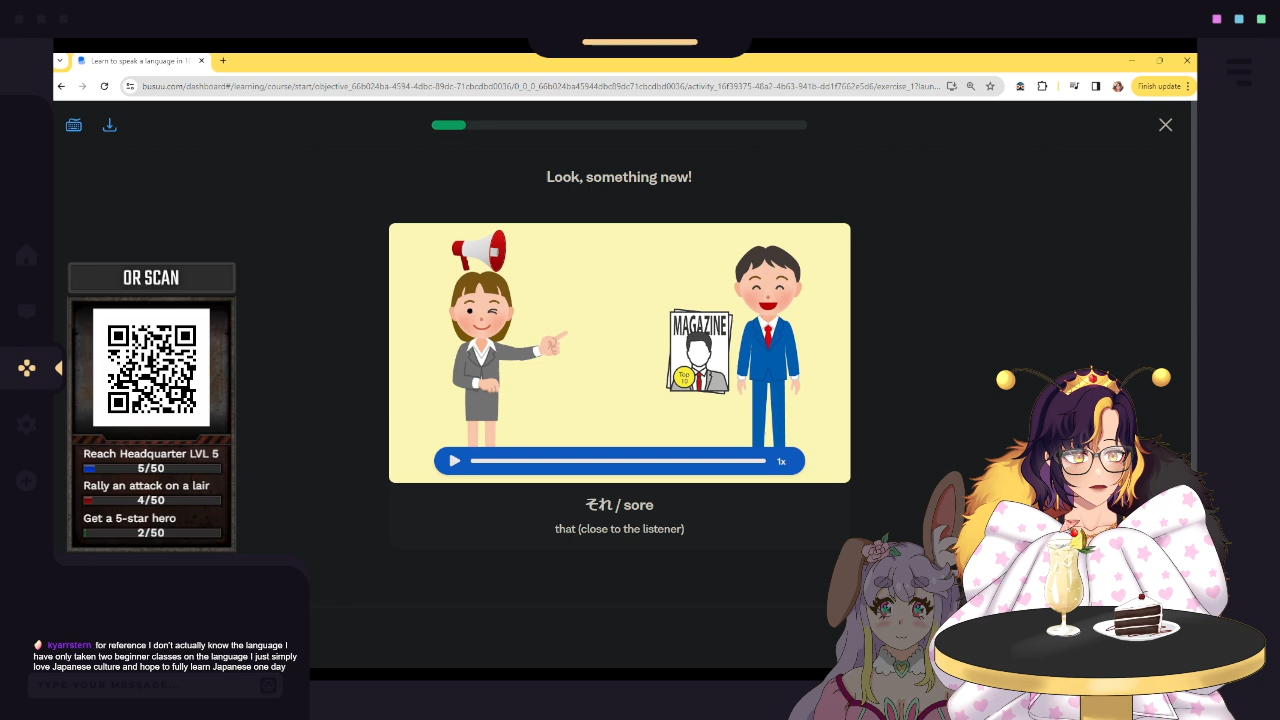 Learn to speak a language in 10
busuu.com/dashboard#/learning/course/start/objective_66b024ba-4594-4dbc-89dc-71cbcdbd0036/0_0_0_66b024ba45944dbc89dc71cbcdbd0036/activity_16f39375-48a2-4b63-941b-dd1f7662e5d6/exercise_1?laun...
Finish update
Look, something new!
OR SCAN
MAGAZINE
Top
10
1x
Reach Headquarter LVL 5
5/50
Rally an attack on a lair
4/50
Get a 5-star hero
2/50
それ / sore
that (close to the listener)
kyarrstern for reference I don't actually know the language I
have only taken two beginner classes on the language I just simply
love Japanese culture and hope to fully learn Japanese one day
TYPE YOUR MESSAGE...